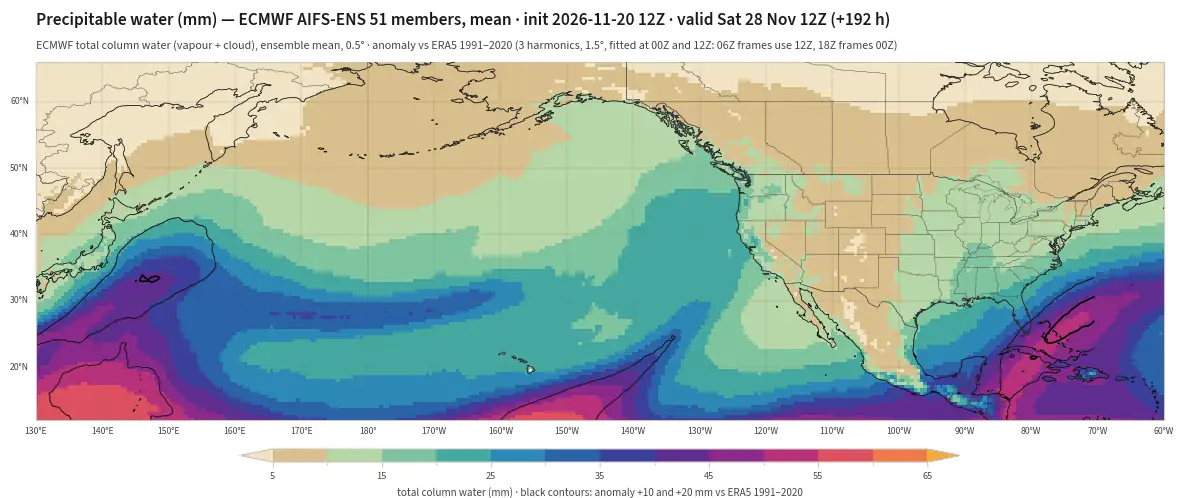 Precipitable water (mm) — ECMWF AIFS-ENS 51 members, mean · init 2026-11-20 12Z · valid Sat 28 Nov 12Z (+192 h)
ECMWF total column water (vapour + cloud), ensemble mean, 0.5° · anomaly vs ERA5 1991–2020 (3 harmonics, 1.5°, fitted at 00Z and 12Z: 06Z frames use 12Z, 18Z frames 00Z)
60°N
50°N
40°N
30°N
20°N
130°E 140°E 150°E 160°E 170°E 180° 170°W 160°W 150°W 140°W 130°W 120°W 110°W 100°W 90°W 80°W 70°W 60°W
5 15 25 35 45 55 65
total column water (mm) · black contours: anomaly +10 and +20 mm vs ERA5 1991–2020